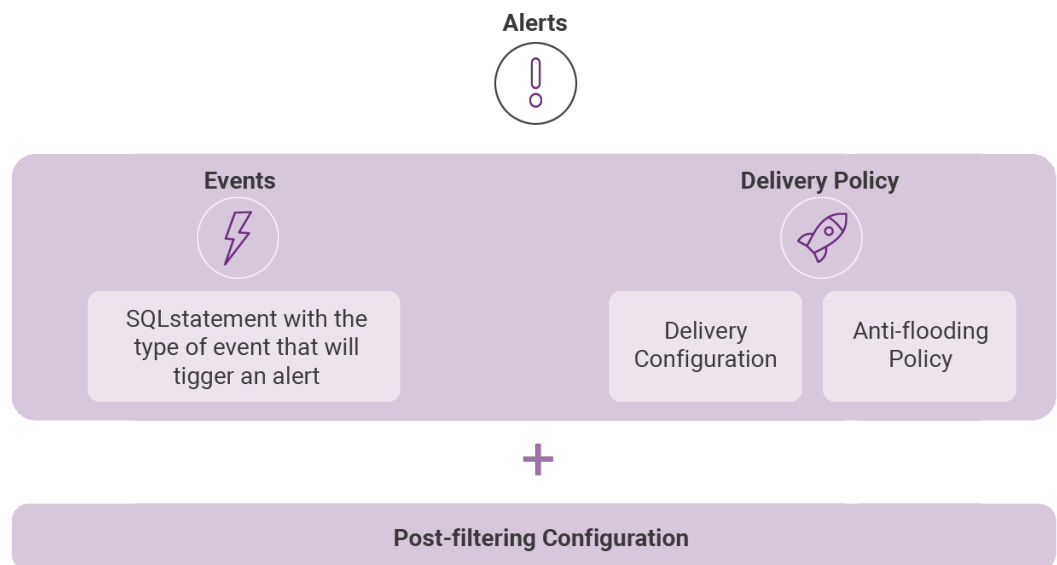 Alerts
Events
SQLstatement with the
type of event that will
tigger an alert
Delivery Policy
Delivery
Configuration
Anti-flooding
Policy
+
Post-filtering Configuration